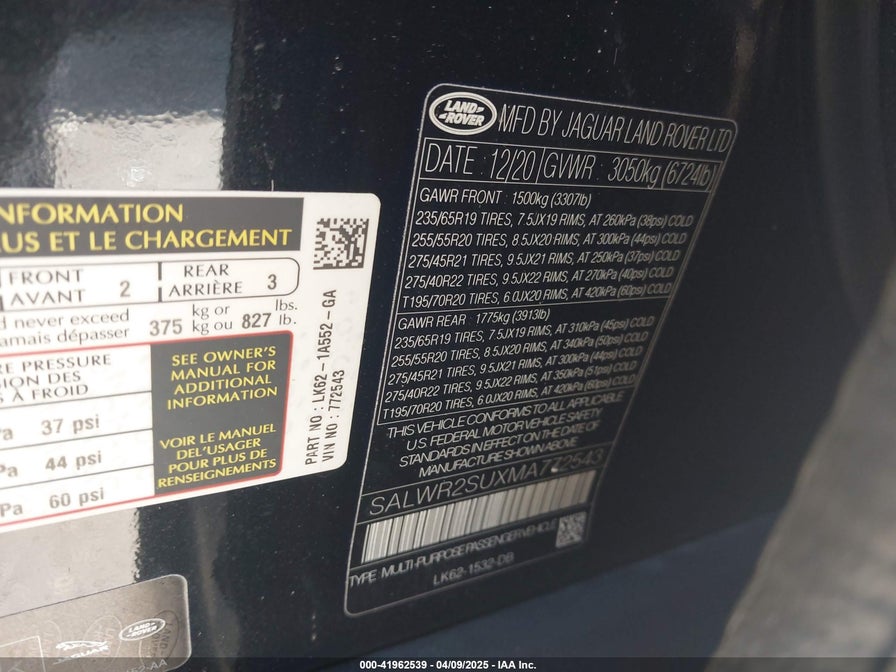 NFORMATION
US ET LE CHARGEMENT
FRONT
AVANT 2
REAR
ARRIÈRE 3
d never exceed
amais dépasser 375 kg or
kg ou 827 lbs.
lb.
E PRESSURE
SION DES
S À FROID
a 37 psi
Pa 44 psi
Pa 60 psi
SEE OWNER'S
MANUAL FOR
ADDITIONAL
INFORMATION
VOIR LE MANUEL
DEL'USAGER
POUR PLUS DE
RENSEIGNEMENTS
PART NO : LK62-1A552-GA
VIN NO : 772543
LAND
ROVER
MFD BY JAGUAR LAND ROVER LTD
DATE : 12/20 GVWR : 3050kg (6724lb)
GAWR FRONT : 1500kg (3307lb)
235/65R19 TIRES, 7.5JX19 RIMS, AT 260kPa (38psi) COLD
255/55R20 TIRES, 8.5JX20 RIMS, AT 300kPa (44psi) COLD
275/45R21 TIRES, 9.5JX21 RIMS, AT 250kPa (37psi) COLD
275/40R22 TIRES, 9.5JX22 RIMS, AT 270kPa (40psi) COLD
T195/70R20 TIRES, 6.0JX20 RIMS, AT 420kPa (60psi) COLD
GAWR REAR : 1775kg (3913lb)
235/65R19 TIRES, 7.5JX19 RIMS, AT 310kPa (45psi) COLD
255/55R20 TIRES, 8.5JX20 RIMS, AT 340kPa (50psi) COLD
275/45R21 TIRES, 9.5JX21 RIMS, AT 300kPa (44psi) COLD
275/40R22 TIRES, 9.5JX22 RIMS, AT 350kPa (51psi) COLD
T195/70R20 TIRES, 6.0JX20 RIMS, AT 420kPa (60psi) COLD
THIS VEHICLE CONFORMS TO ALL APPLICABLE
U.S. FEDERAL MOTOR VEHICLE SAFETY
STANDARDS IN EFFECT ON THE DATE OF
MANUFACTURE SHOWN ABOVE
SALWR2SUXMA772543
TYPE : MULTI-PURPOSE PASSENGER VEHICLE
LK62-1532-DB
JAGUAR
LAND
ROVER
000-41962539 - 04/09/2025 - IAA Inc.